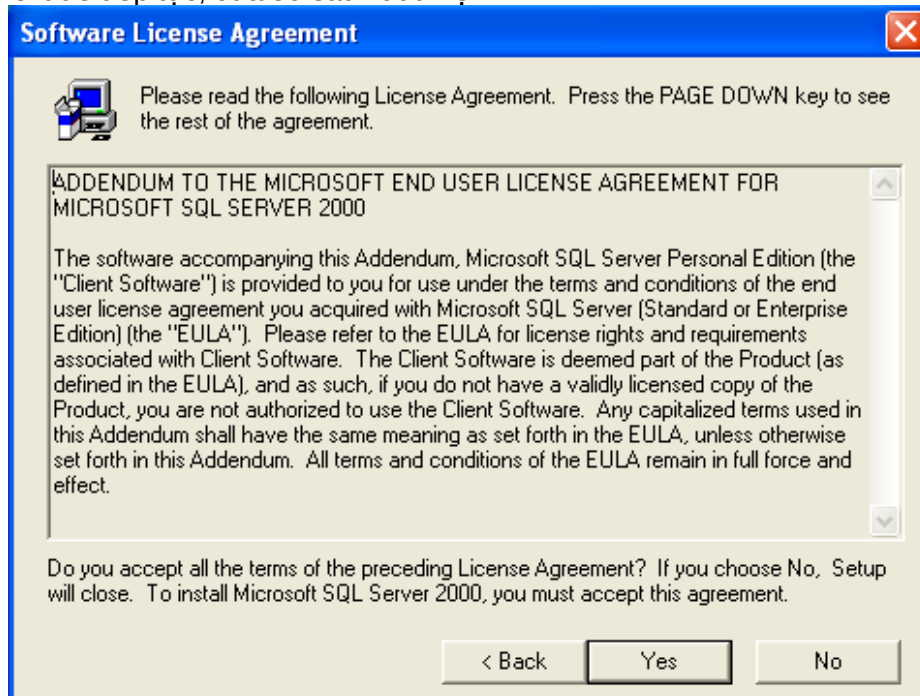 Software License Agreement
Please read the following License Agreement. Press the PAGE DOWN key to see
the rest of the agreement.
ADDENDUM TO THE MICROSOFT END USER LICENSE AGREEMENT FOR
MICROSOFT SQL SERVER 2000
The software accompanying this Addendum, Microsoft SQL Server Personal Edition (the
"Client Software") is provided to you for use under the terms and conditions of the end
user license agreement you acquired with Microsoft SQL Server (Standard or Enterprise
Edition) (the "EULA"). Please refer to the EULA for license rights and requirements
associated with Client Software. The Client Software is deemed part of the Product (as
defined in the EULA), and as such, if you do not have a validly licensed copy of the
Product, you are not authorized to use the Client Software. Any capitalized terms used in
this Addendum shall have the same meaning as set forth in the EULA, unless otherwise
set forth in this Addendum. All terms and conditions of the EULA remain in full force and
effect.
Do you accept all the terms of the preceding License Agreement? If you choose No, Setup
will close. To install Microsoft SQL Server 2000, you must accept this agreement.
< Back
Yes
No